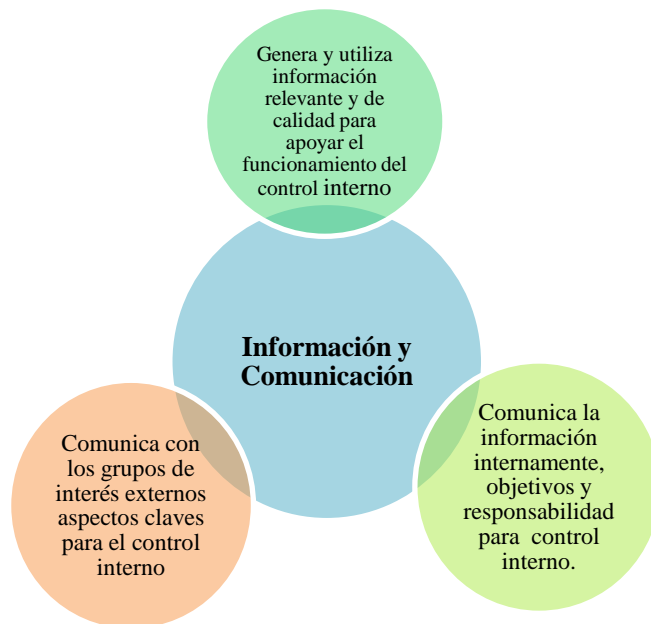 Genera y utiliza
información
relevante y de
calidad para
apoyar el
funcionamiento del
control interno
Información y
Comunicación
Comunica con
los grupos de
interés externos
aspectos claves
para el control
interno
Comunica la
información
internamente,
objetivos y
responsabilidad
para control
interno.